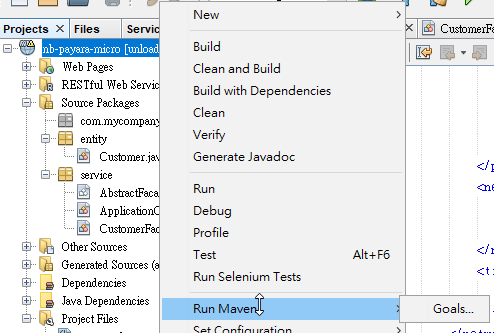 Projects
Files
Service
CustomerFa
nb-payara-micro [unload
Web Pages
RESTful Web Servic
Source Packages
com.mycompany
entity
Customer.jav
service
AbstractFaca
ApplicationC
CustomerFac
Other Sources
Generated Sources (a
Dependencies
Java Dependencies
Project Files
New
Build
Clean and Build
Build with Dependencies
Clean
Verify
Generate Javadoc
Run
Debug
Profile
Test Alt+F6
Run Selenium Tests
Run Maven
Goals...
Set Configuration
</p
<ne
</r
<t